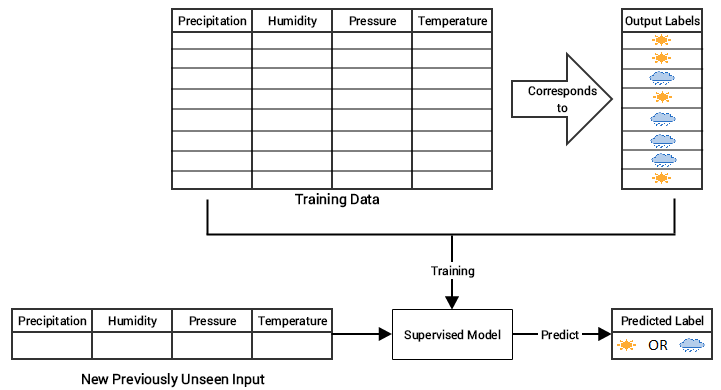 Precipitation Humidity Pressure Temperature
Output Labels
Corresponds
to
Training Data
Training
Precipitation Humidity Pressure Temperature
Supervised Model
Predict
Predicted Label
OR
New Previously Unseen Input